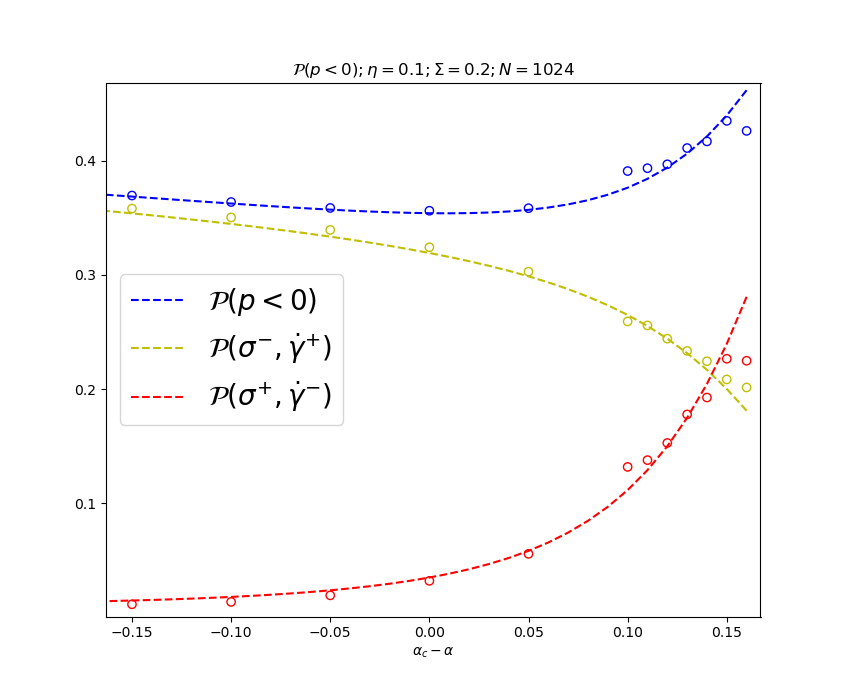 𝒫(p < 0); η = 0.1; Σ = 0.2; N = 1024
0.4
0.3
0.2
0.1
𝒫(p < 0)
𝒫(σ⁻, γ̇⁺)
𝒫(σ⁺, γ̇⁻)
−0.15 −0.10 −0.05 0.00 0.05 0.10 0.15
α_c − α